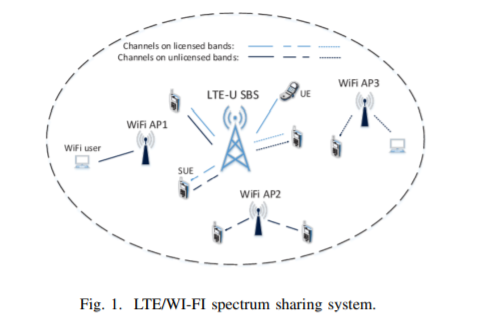 Channels on licensed bands:
Channels on unlicensed bands:
LTE-U SBS
UE
WiFi AP3
WiFi AP1
WiFi user
SUE
WiFi AP2
Fig. 1. LTE/WI-FI spectrum sharing system.